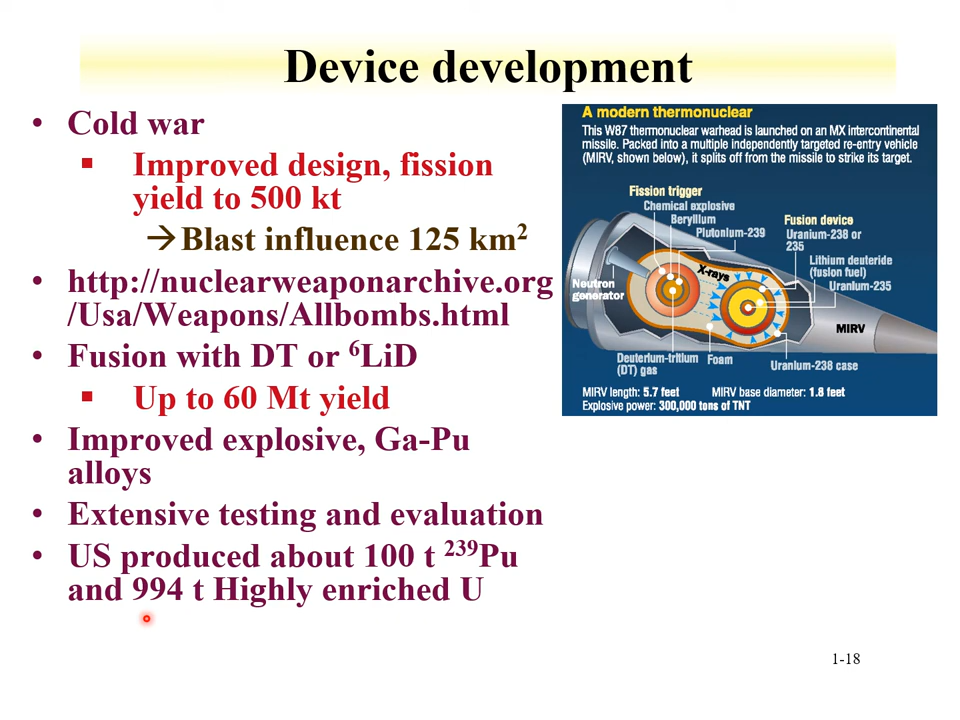 Device development
• Cold war
▪ Improved design, fission
yield to 500 kt
→Blast influence 125 km²
• http://nuclearweaponarchive.org
/Usa/Weapons/Allbombs.html
• Fusion with DT or ⁶LiD
▪ Up to 60 Mt yield
• Improved explosive, Ga-Pu
alloys
• Extensive testing and evaluation
• US produced about 100 t ²³⁹Pu
and 994 t Highly enriched U
A modern thermonuclear
This W87 thermonuclear warhead is launched on an MX intercontinental
missile. Packed into a multiple independently targeted re-entry vehicle
(MIRV, shown below), it splits off from the missile to strike its target.
Fission trigger
Chemical explosive
Beryllium
Plutonium-239
Fusion device
Uranium-238 or
235
Lithium deuteride
(fusion fuel)
Uranium-235
X-rays
Neutron
generator
MIRV
Deuterium-tritium
(DT) gas
Foam
Uranium-238 case
MIRV length: 5.7 feet
MIRV base diameter: 1.8 feet
Explosive power: 300,000 tons of TNT
1-18